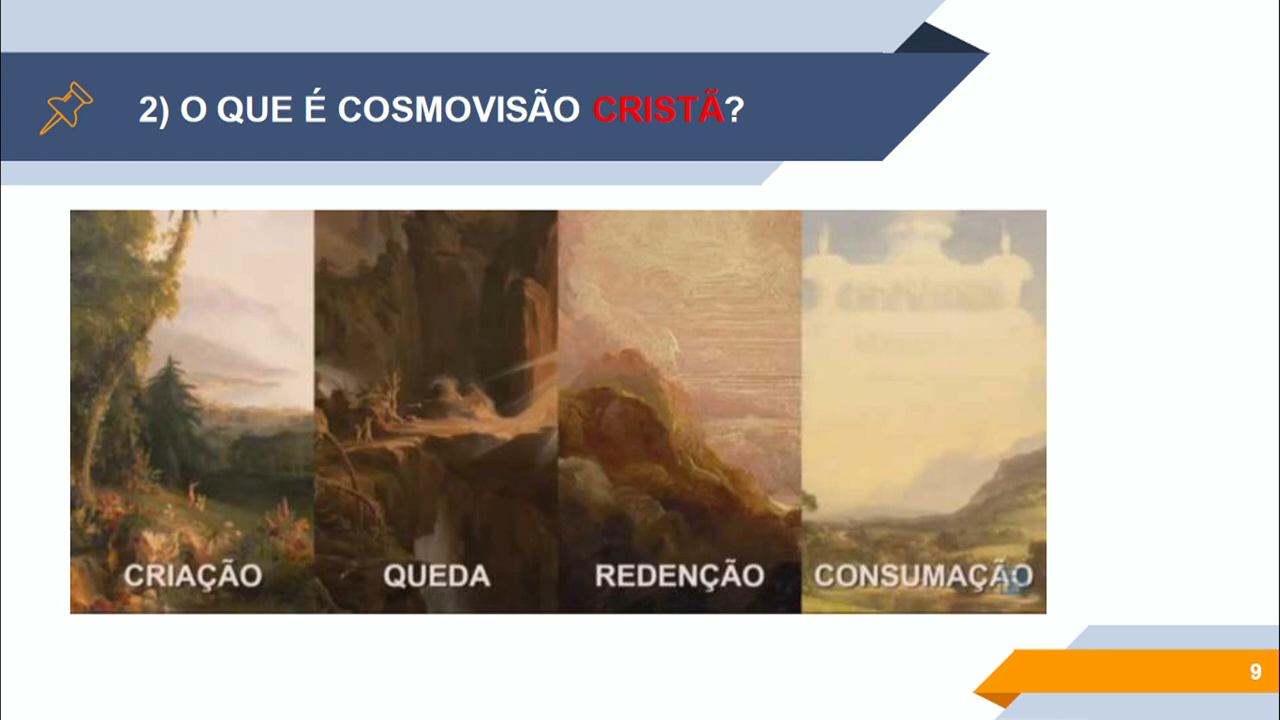 2) O QUE É COSMOVISÃO CRISTÃ?
CRIAÇÃO
QUEDA
REDENÇÃO
CONSUMAÇÃO
9